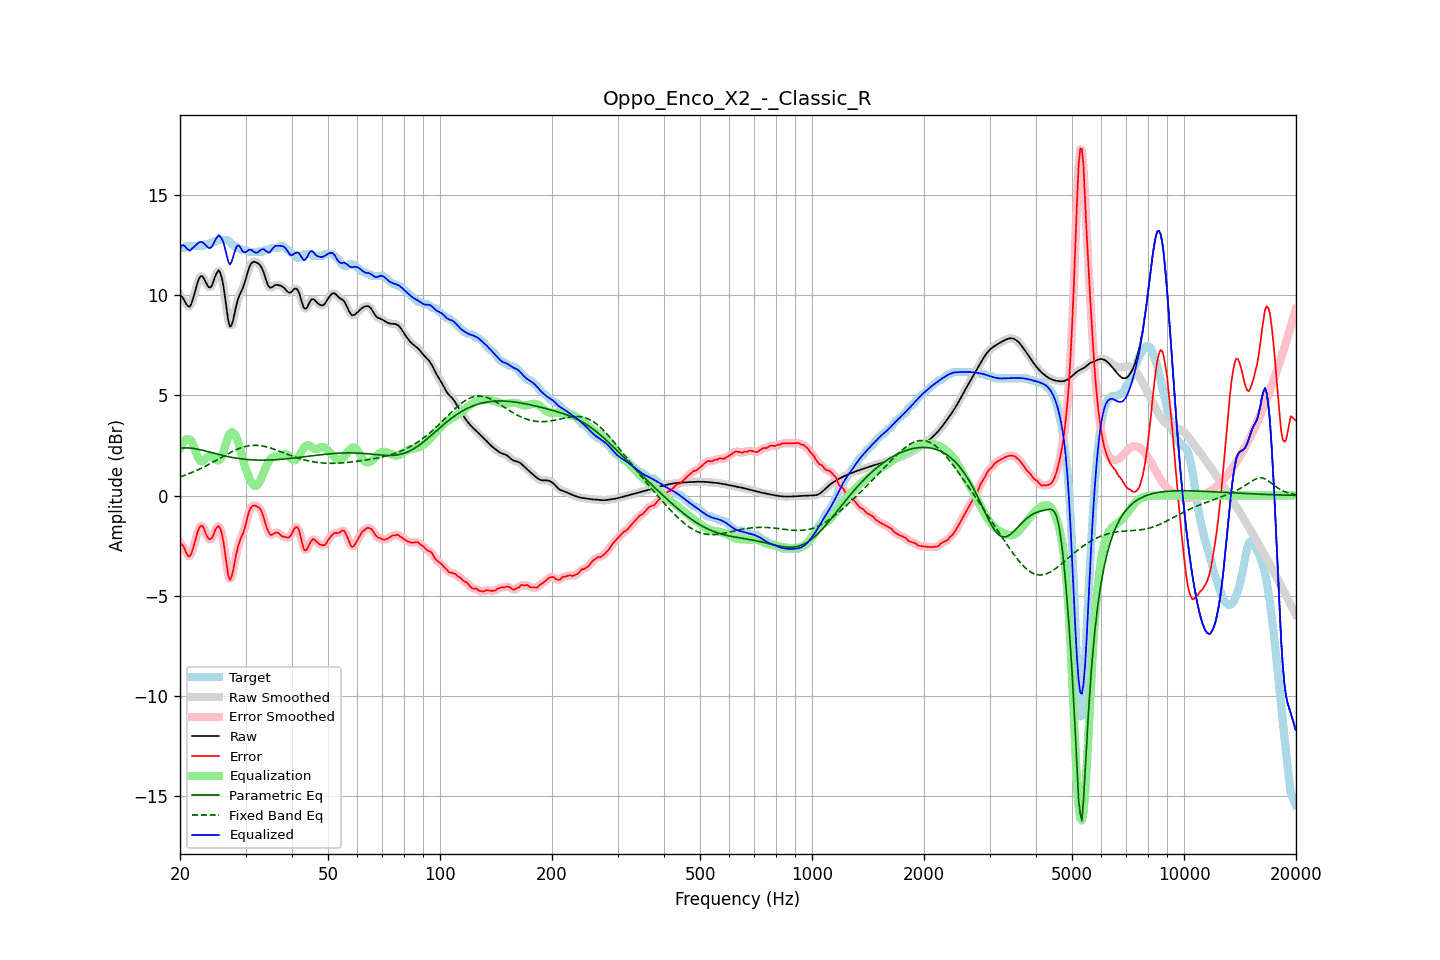 Oppo_Enco_X2_-_Classic_R
Amplitude (dBr)
15
10
5
0
−5
−10
−15
Target
Raw Smoothed
Error Smoothed
Raw
Error
Equalization
Parametric Eq
Fixed Band Eq
Equalized
20
50
100
200
500
1000
2000
5000
10000
20000
Frequency (Hz)